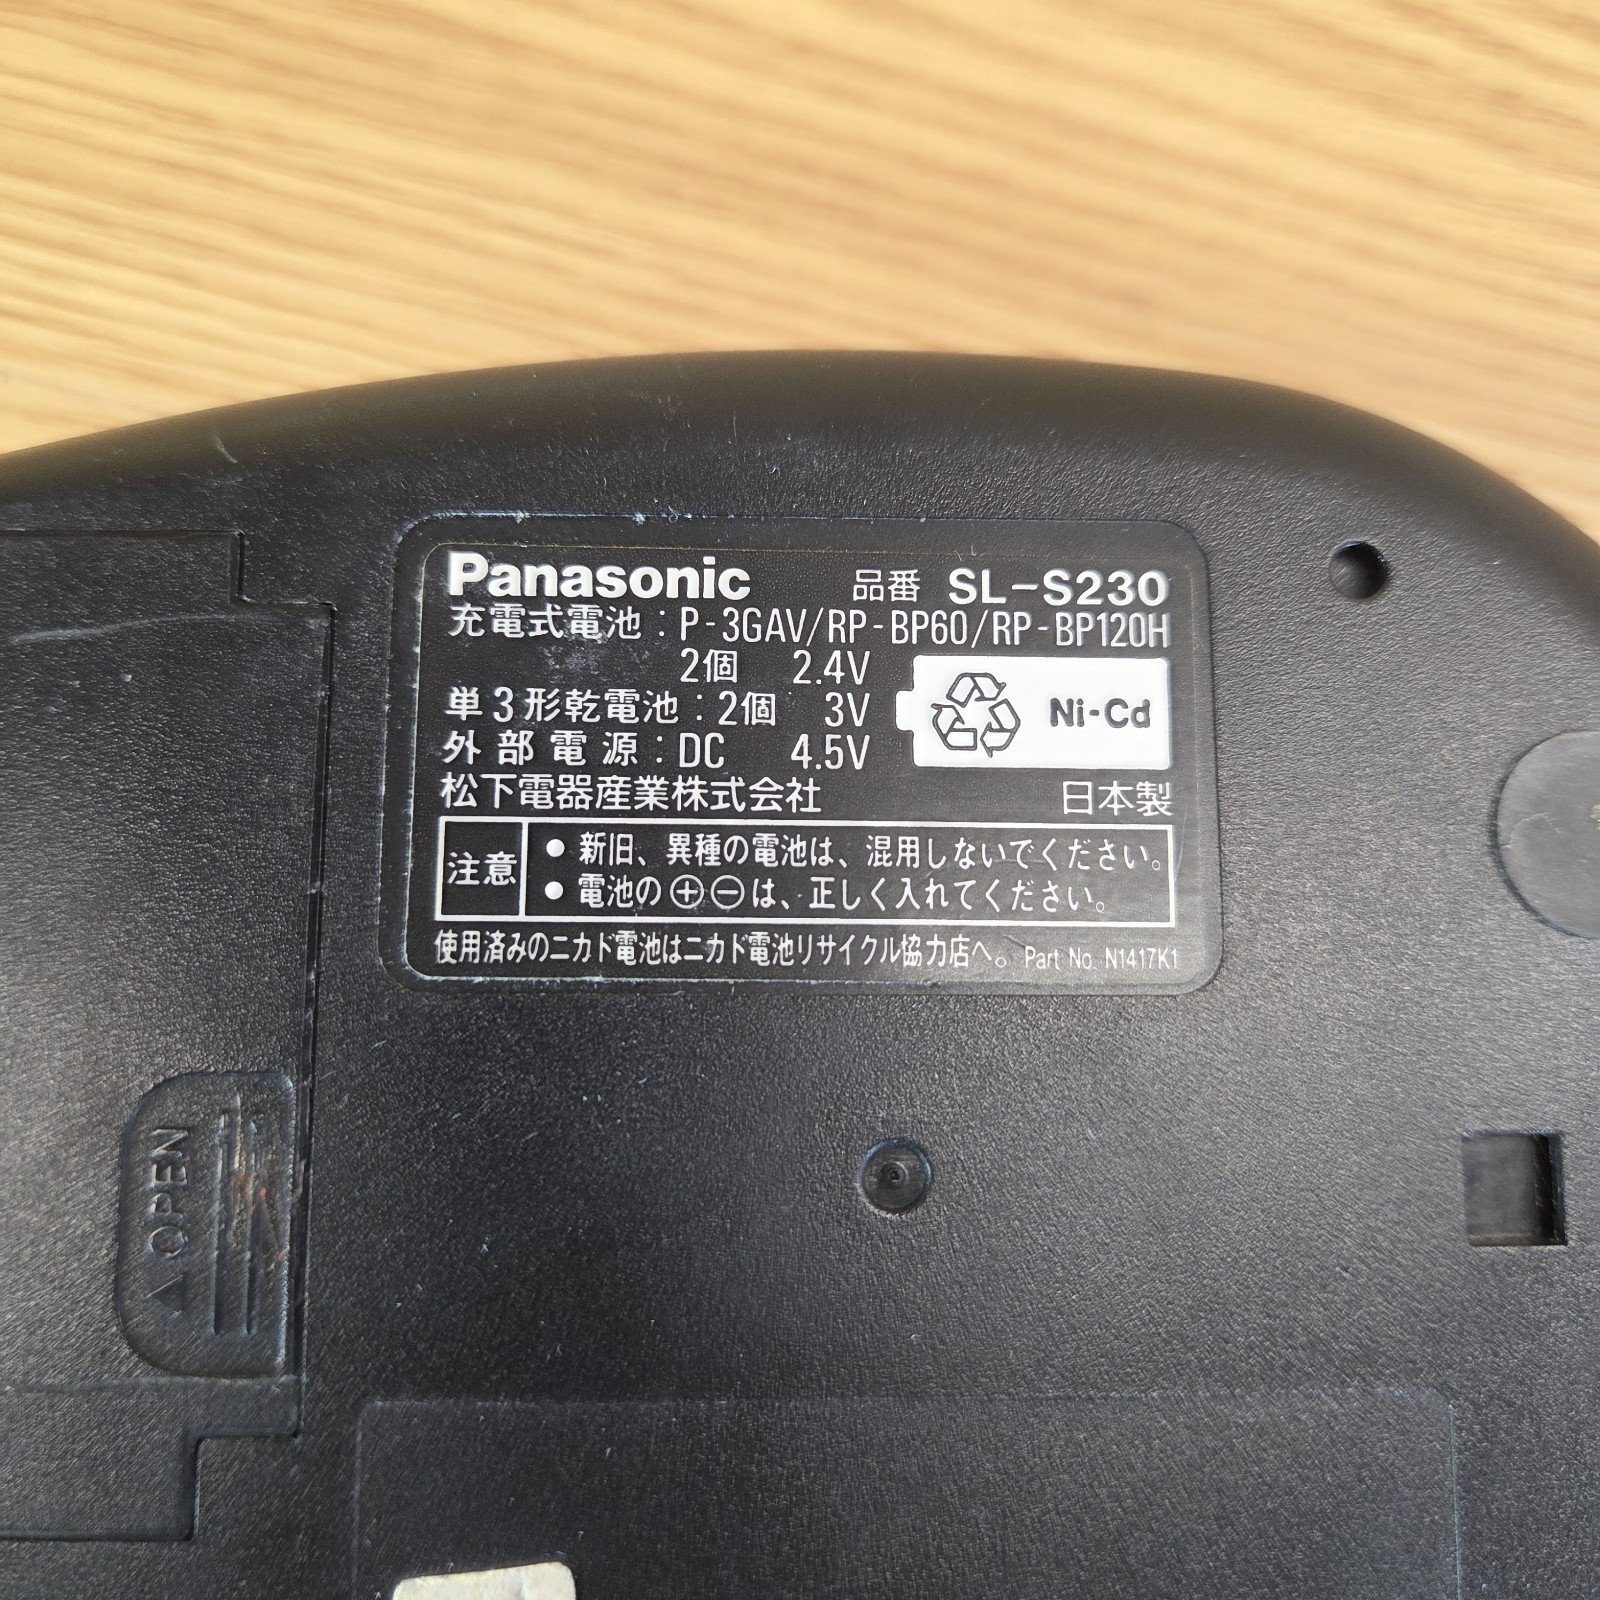 Panasonic 品番 SL-S230
充電式電池：P-3GAV/RP-BP60/RP-BP120H
2個 2.4V
単3形乾電池：2個 3V
外部電源：DC 4.5V
Ni-Cd
松下電器産業株式会社 日本製
注意
● 新旧、異種の電池は、混用しないでください。
● 電池の⊕⊖は、正しく入れてください。
使用済みのニカド電池はニカド電池リサイクル協力店へ。 Part No. N1417K1
△ OPEN